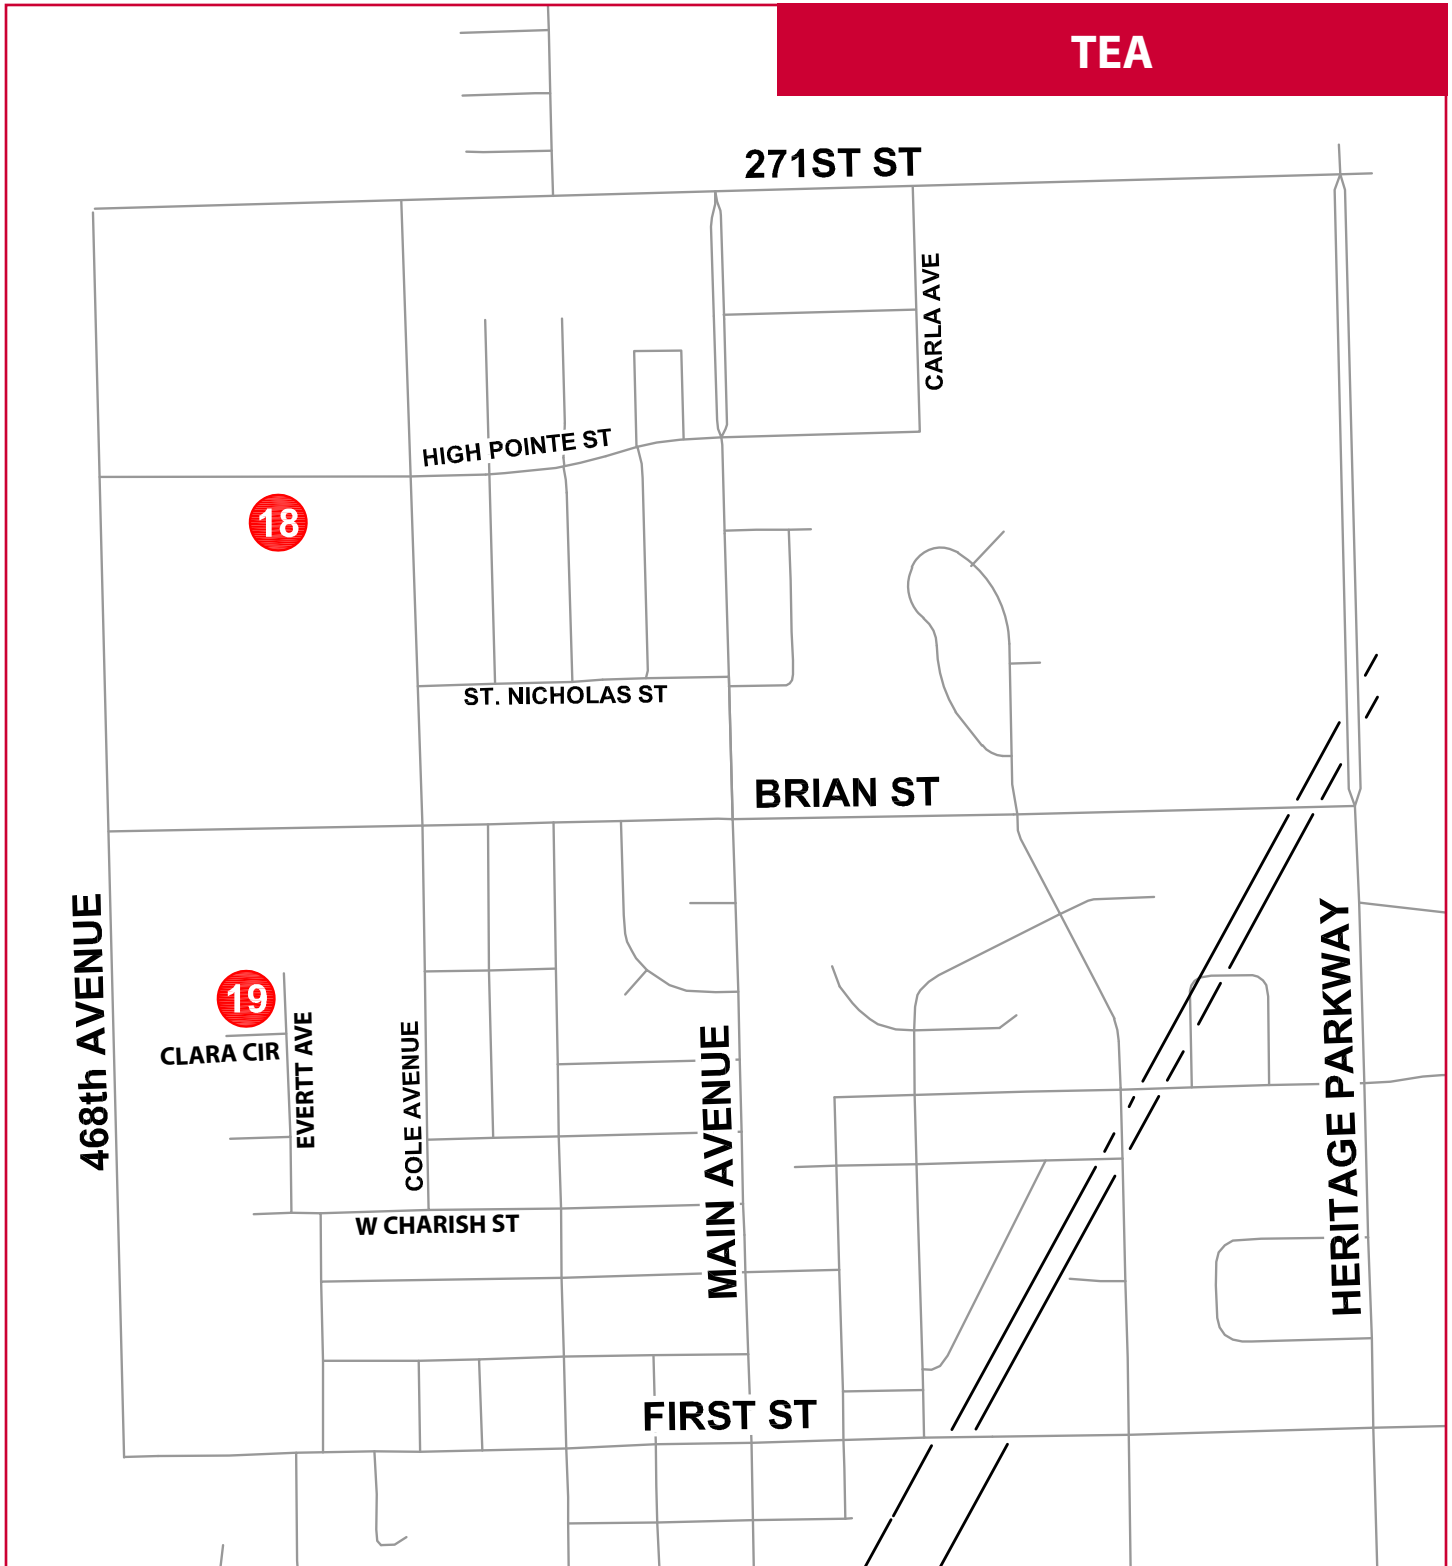 TEA
271ST ST
CARLA AVE
HIGH POINTE ST
18
ST. NICHOLAS ST
BRIAN ST
468th AVENUE
19
CLARA CIR
EVERTT AVE
COLE AVENUE
MAIN AVENUE
HERITAGE PARKWAY
W CHARISH ST
FIRST ST